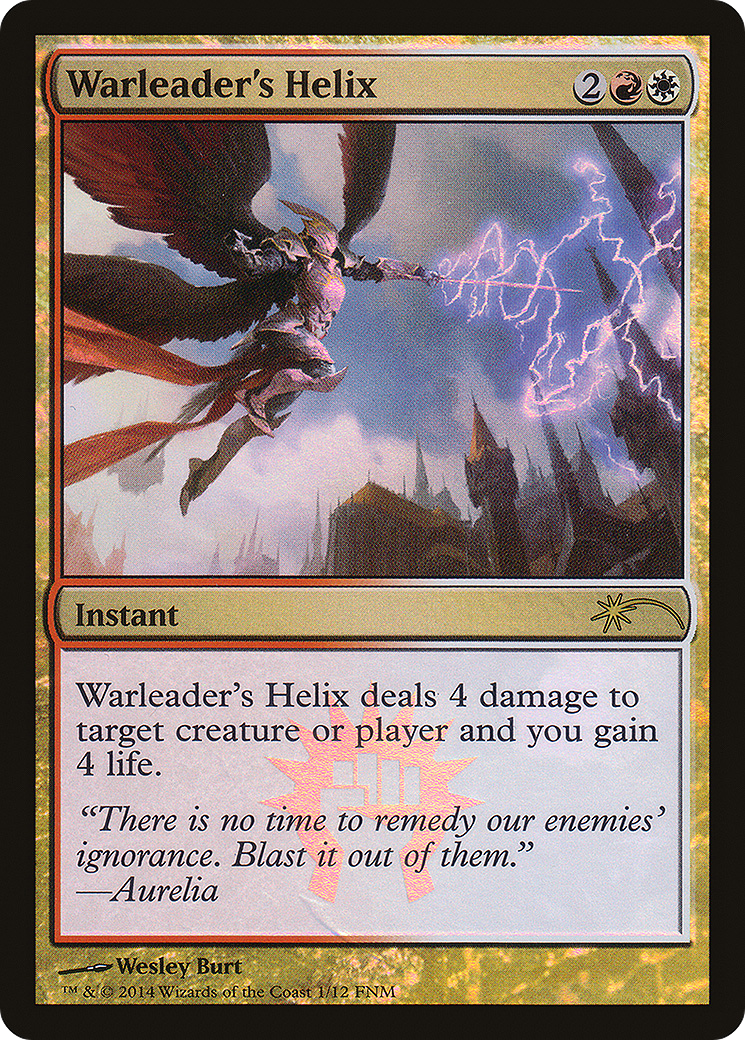 Warleader's Helix 2
Instant
Warleader's Helix deals 4 damage to
target creature or player and you gain
4 life.
“There is no time to remedy our enemies’
ignorance. Blast it out of them.”
—Aurelia
Wesley Burt
™ & © 2014 Wizards of the Coast 1/12 FNM